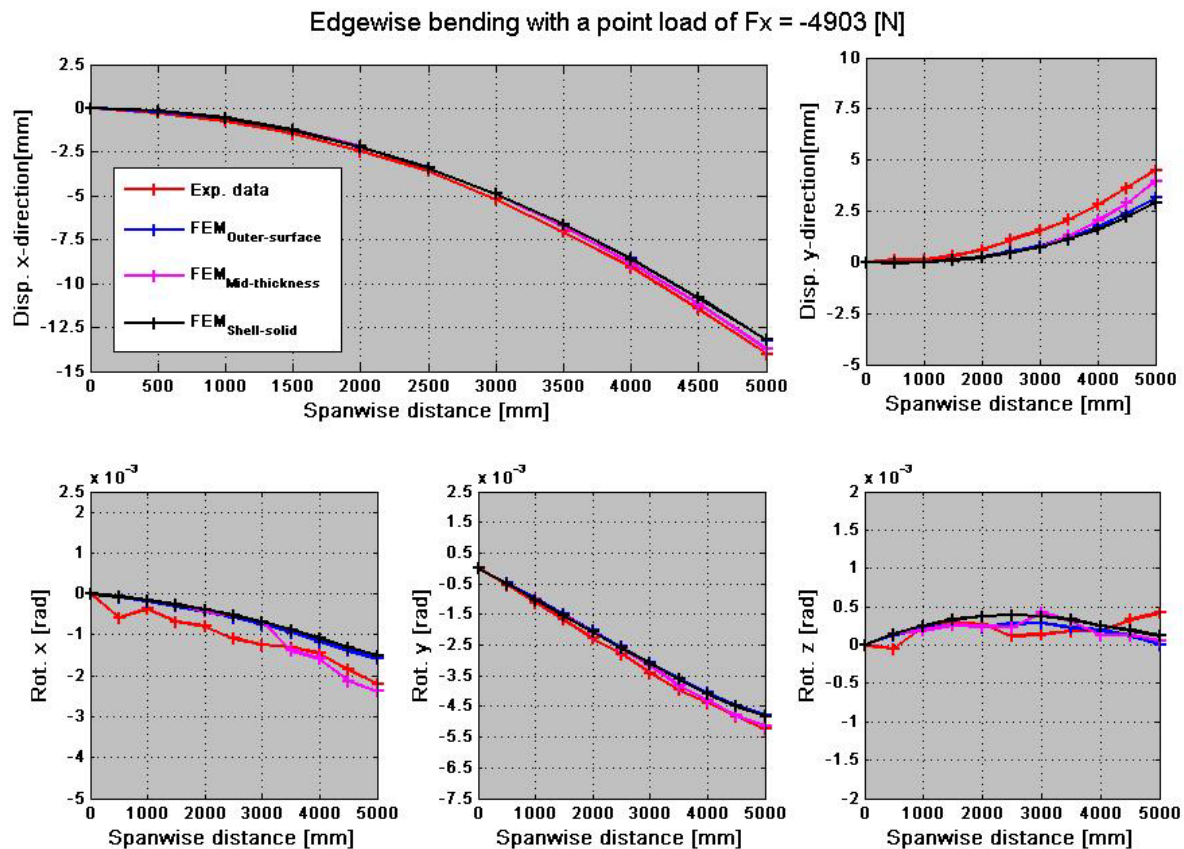 Edgewise bending with a point load of Fx = -4903 [N]
Disp. x-direction[mm]
2.5
0
-2.5
-5
-7.5
-10
-12.5
-15
Exp. data
FEM Outer-surface
FEM Mid-thickness
FEM Shell-solid
0 500 1000 1500 2000 2500 3000 3500 4000 4500 5000
Spanwise distance [mm]
Disp. y-direction[mm]
10
7.5
5
2.5
0
-2.5
-5
0 1000 2000 3000 4000 5000
Spanwise distance [mm]
x 10-3
Rot. x [rad]
2.5
2
1
0
-1
-2
-3
-4
-5
0 1000 2000 3000 4000 5000
Spanwise distance [mm]
x 10-3
Rot. y [rad]
2.5
1.5
0.5
-0.5
-1.5
-2.5
-3.5
-4.5
-5.5
-6.5
-7.5
0 1000 2000 3000 4000 5000
Spanwise distance [mm]
x 10-3
Rot. z [rad]
2
1.5
1
0.5
0
-0.5
-1
-1.5
-2
0 1000 2000 3000 4000 5000
Spanwise distance [mm]